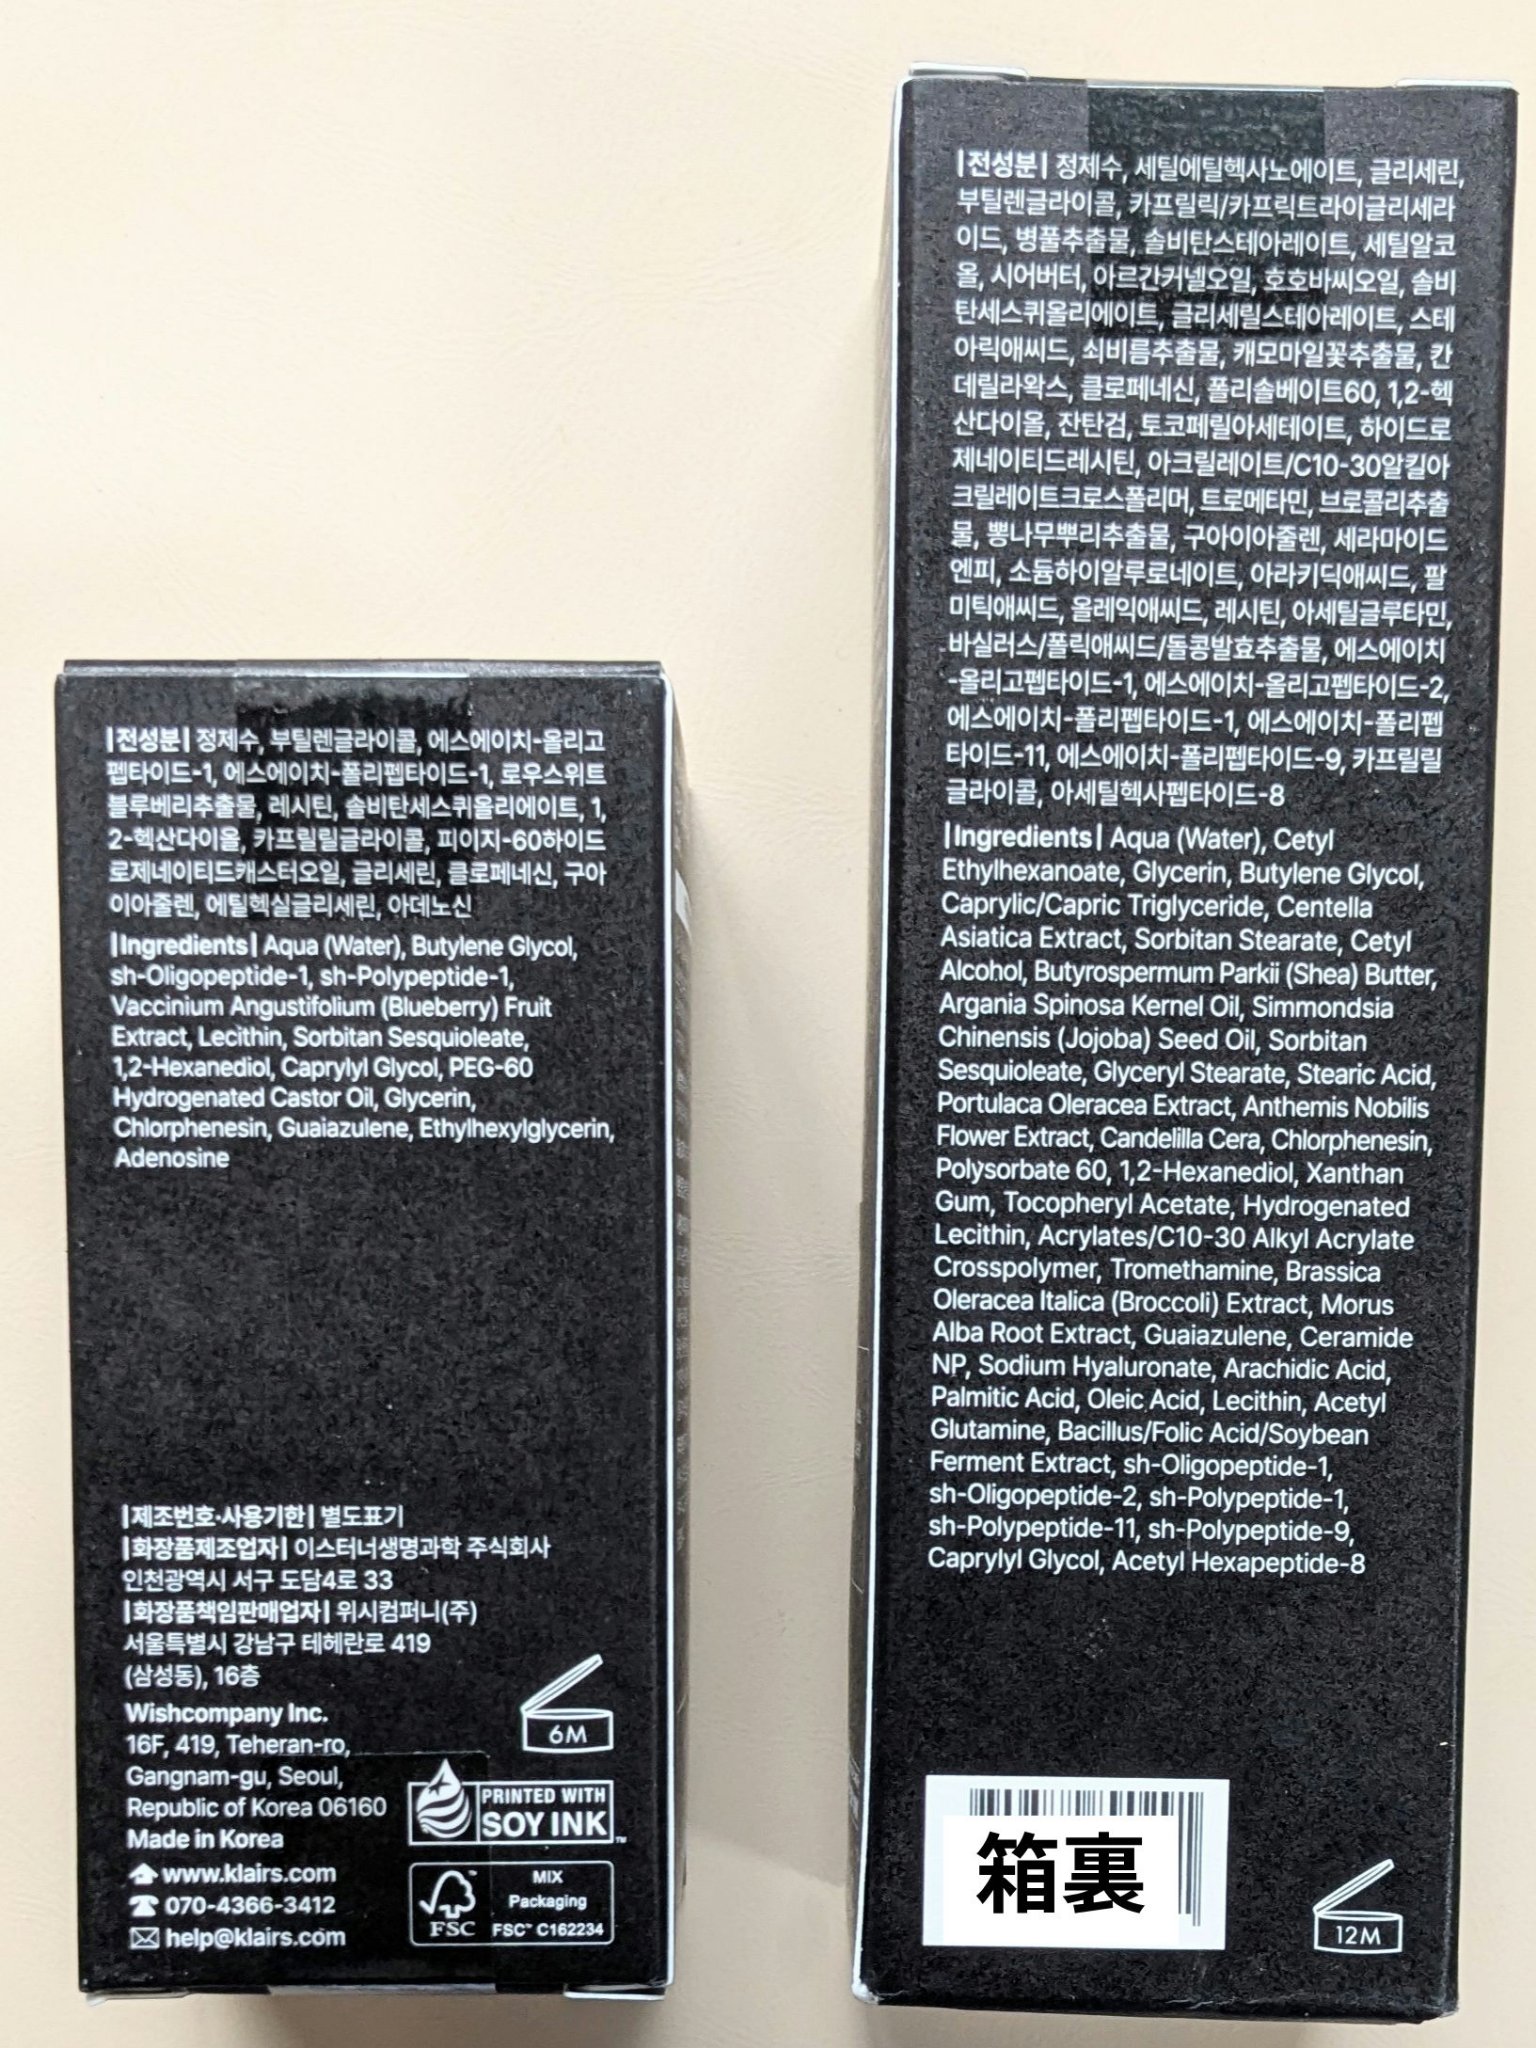 |전성분| 정제수, 부틸렌글라이콜, 에스에이치-올리고
펩타이드-1, 에스에이치-폴리펩타이드-1, 로우스위트
블루베리추출물, 레시틴, 솔비탄세스퀴올리에이트, 1,
2-헥산다이올, 카프릴릴글라이콜, 피이지-60하이드
로제네이티드캐스터오일, 글리세린, 클로페네신, 구아
이아줄렌, 에틸헥실글리세린, 아데노신
|Ingredients| Aqua (Water), Butylene Glycol,
sh-Oligopeptide-1, sh-Polypeptide-1,
Vaccinium Angustifolium (Blueberry) Fruit
Extract, Lecithin, Sorbitan Sesquioleate,
1,2-Hexanediol, Caprylyl Glycol, PEG-60
Hydrogenated Castor Oil, Glycerin,
Chlorphenesin, Guaiazulene, Ethylhexylglycerin,
Adenosine
|제조번호·사용기한| 별도표기
|화장품제조업자| 이스터너생명과학 주식회사
인천광역시 서구 도담4로 33
|화장품책임판매업자| 위시컴퍼니(주)
서울특별시 강남구 테헤란로 419
(삼성동), 16층
Wishcompany Inc.
16F, 419, Teheran-ro,
Gangnam-gu, Seoul,
Republic of Korea 06160
Made in Korea
www.klairs.com
070-4366-3412
help@klairs.com
6M
PRINTED WITH
SOY INK™
FSC™
MIX
Packaging
FSC™ C162234
|전성분| 정제수, 세틸에틸헥사노에이트, 글리세린,
부틸렌글라이콜, 카프릴릭/카프릭트라이글리세라
이드, 병풀추출물, 솔비탄스테아레이트, 세틸알코
올, 시어버터, 아르간커넬오일, 호호바씨오일, 솔비
탄세스퀴올리에이트, 글리세릴스테아레이트, 스테
아릭애씨드, 쇠비름추출물, 캐모마일꽃추출물, 칸
데릴라왁스, 클로페네신, 폴리솔베이트60, 1,2-헥
산다이올, 잔탄검, 토코페릴아세테이트, 하이드로
제네이티드레시틴, 아크릴레이트/C10-30알킬아
크릴레이트크로스폴리머, 트로메타민, 브로콜리추출
물, 뽕나무뿌리추출물, 구아이아줄렌, 세라마이드
엔피, 소듐하이알루로네이트, 아라키딕애씨드, 팔
미틱애씨드, 올레익애씨드, 레시틴, 아세틸글루타민,
바실러스/폴릭애씨드/돌콩발효추출물, 에스에이치
-올리고펩타이드-1, 에스에이치-올리고펩타이드-2,
에스에이치-폴리펩타이드-1, 에스에이치-폴리펩
타이드-11, 에스에이치-폴리펩타이드-9, 카프릴릴
글라이콜, 아세틸헥사펩타이드-8
|Ingredients| Aqua (Water), Cetyl
Ethylhexanoate, Glycerin, Butylene Glycol,
Caprylic/Capric Triglyceride, Centella
Asiatica Extract, Sorbitan Stearate, Cetyl
Alcohol, Butyrospermum Parkii (Shea) Butter,
Argania Spinosa Kernel Oil, Simmondsia
Chinensis (Jojoba) Seed Oil, Sorbitan
Sesquioleate, Glyceryl Stearate, Stearic Acid,
Portulaca Oleracea Extract, Anthemis Nobilis
Flower Extract, Candelilla Cera, Chlorphenesin,
Polysorbate 60, 1,2-Hexanediol, Xanthan
Gum, Tocopheryl Acetate, Hydrogenated
Lecithin, Acrylates/C10-30 Alkyl Acrylate
Crosspolymer, Tromethamine, Brassica
Oleracea Italica (Broccoli) Extract, Morus
Alba Root Extract, Guaiazulene, Ceramide
NP, Sodium Hyaluronate, Arachidic Acid,
Palmitic Acid, Oleic Acid, Lecithin, Acetyl
Glutamine, Bacillus/Folic Acid/Soybean
Ferment Extract, sh-Oligopeptide-1,
sh-Oligopeptide-2, sh-Polypeptide-1,
sh-Polypeptide-11, sh-Polypeptide-9,
Caprylyl Glycol, Acetyl Hexapeptide-8
箱裏
12M